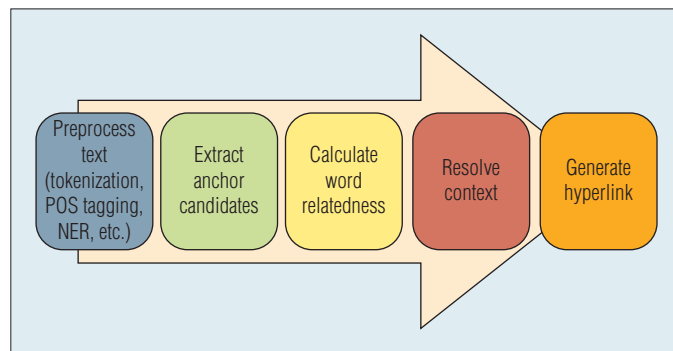 Preprocess
text
(tokenization,
POS tagging,
NER, etc.)
Extract
anchor
candidates
Calculate
word
relatedness
Resolve
context
Generate
hyperlink